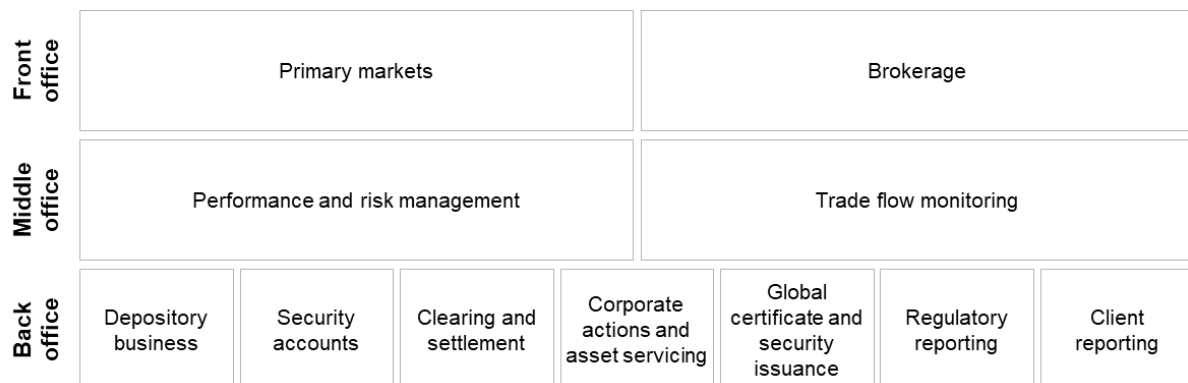 Front
office
Primary markets
Brokerage
Middle
office
Performance and risk management
Trade flow monitoring
Back
office
Depository
business
Security
accounts
Clearing and
settlement
Corporate
actions and
asset servicing
Global
certificate and
security
issuance
Regulatory
reporting
Client
reporting